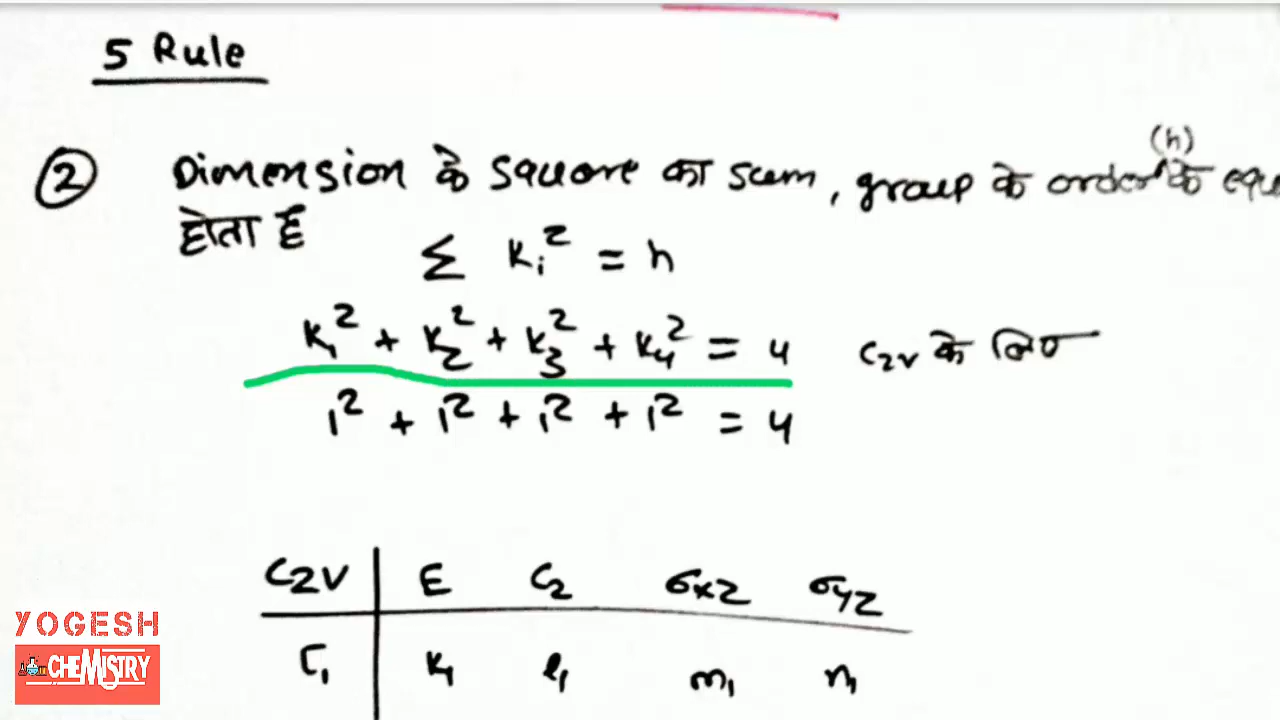 5 Rule
(h)
② Dimension के square का sum, group के order के equ
होता है
Σ Ki² = h
K₁² + K₂² + K₃² + K₄² = 4 C₂v के लिए
1² + 1² + 1² + 1² = 4
C2V E C₂ σxz σyz
Γ₁ K₁ l₁ m₁ n₁
YOGESH
CHEMISTRY